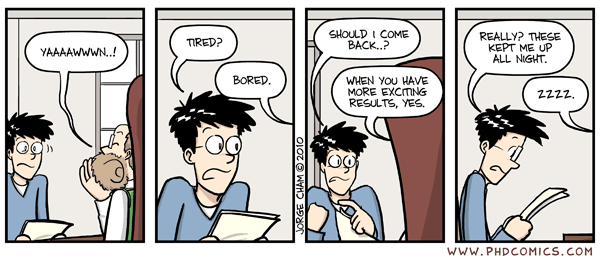 YAAAAWWWN..!
TIRED?
BORED.
SHOULD I COME
BACK..?
WHEN YOU HAVE
MORE EXCITING
RESULTS, YES.
REALLY? THESE
KEPT ME UP
ALL NIGHT.
ZZZZ.
JORGE CHAM © 2010
WWW.PHDCOMICS.COM